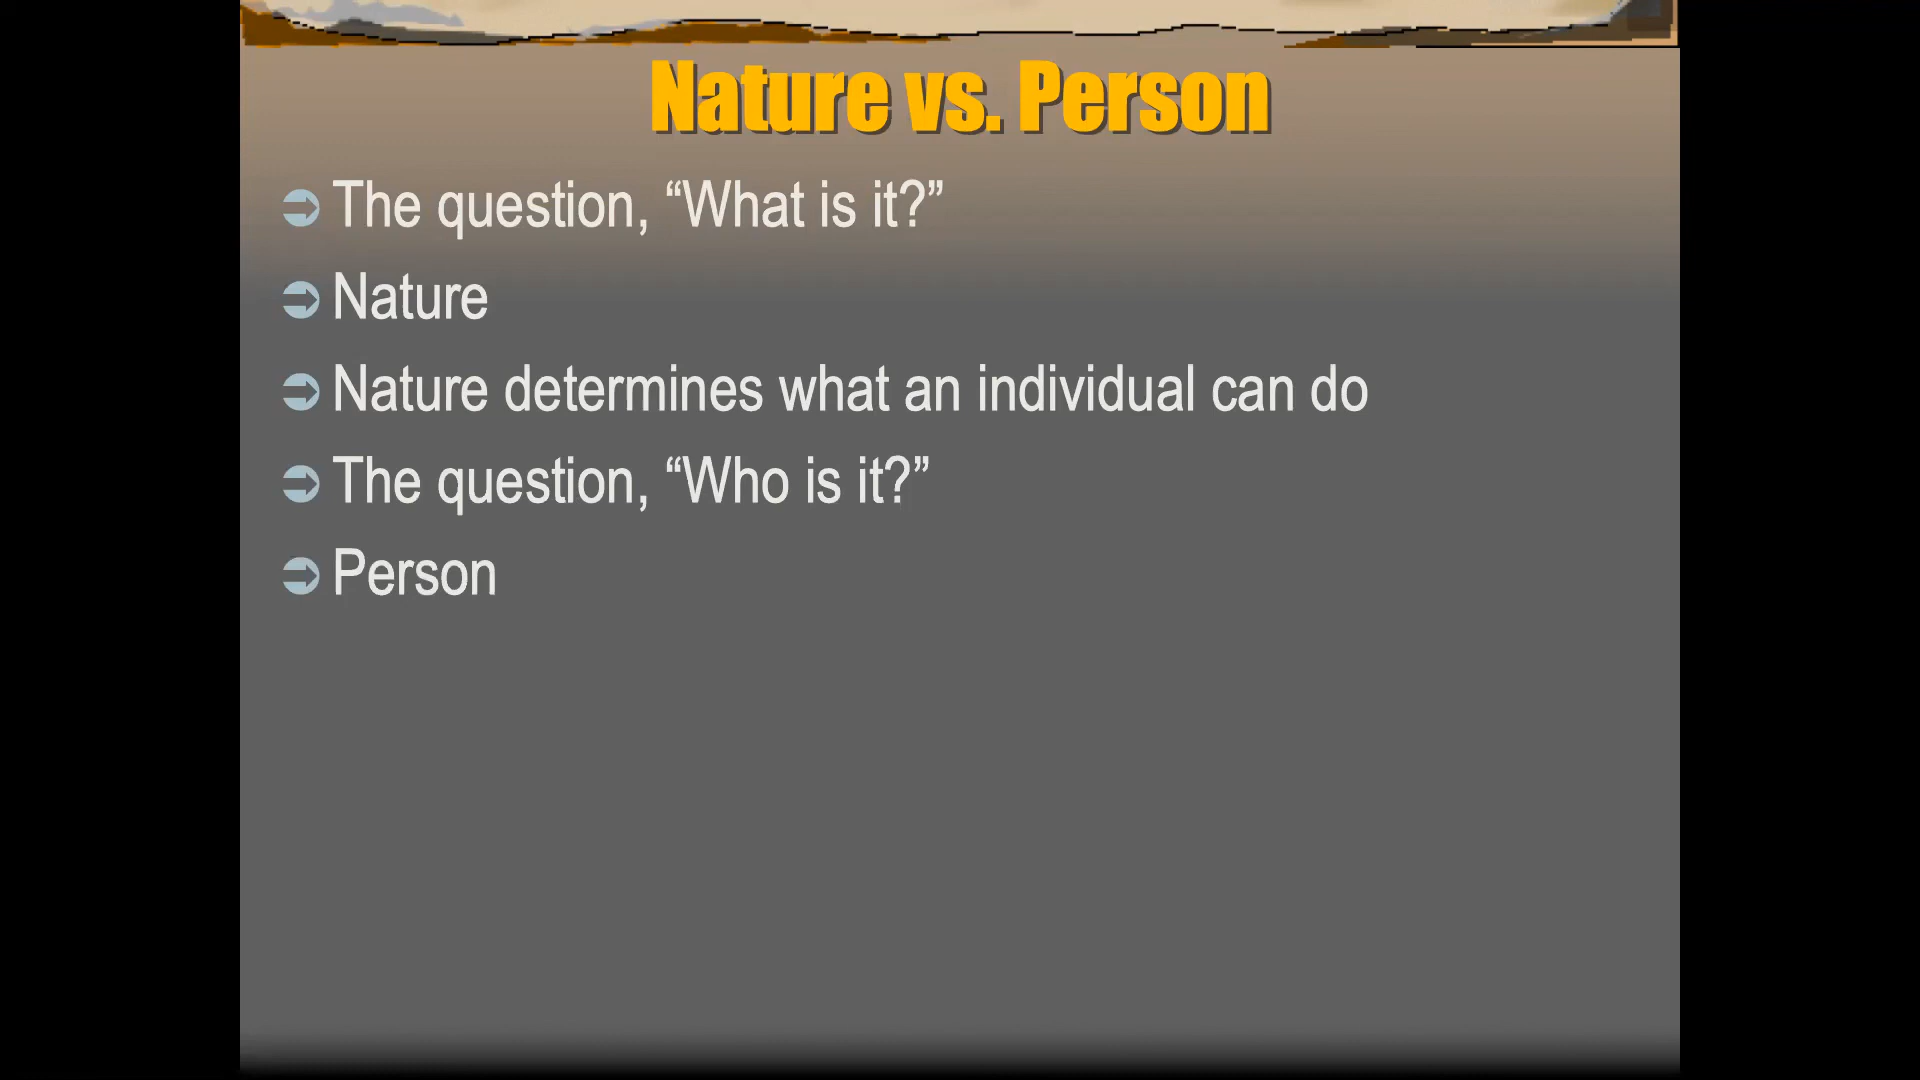 Nature vs. Person
The question, “What is it?”
Nature
Nature determines what an individual can do
The question, “Who is it?”
Person